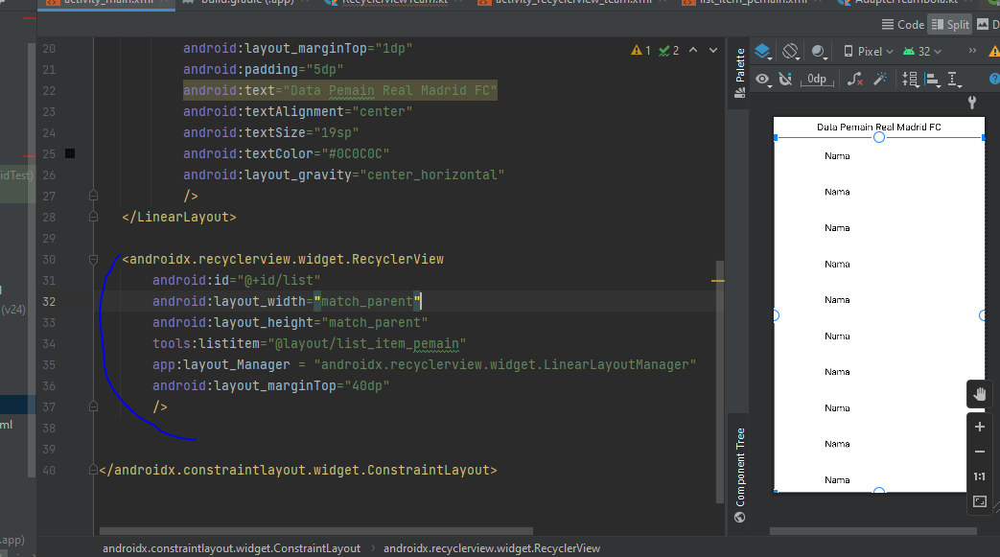 activity_main.xml
build.gradle (:app)
RecyclerviewTeam.kt
activity_recyclerview_team.xml
list_item_pemain.xml
Code
Split
1
2
Palette
Pixel
32
0dp
20 android:layout_marginTop="1dp"
21 android:padding="5dp"
22 android:text="Data Pemain Real Madrid FC"
23 android:textAlignment="center"
24 android:textSize="19sp"
25 android:textColor="#0C0C0C"
26 android:layout_gravity="center_horizontal"
27 />
28 </LinearLayout>
29
30 <androidx.recyclerview.widget.RecyclerView
31 android:id="@+id/list"
32 android:layout_width="match_parent"
33 android:layout_height="match_parent"
34 tools:listitem="@layout/list_item_pemain"
35 app:layout_Manager = "androidx.recyclerview.widget.LinearLayoutManager"
36 android:layout_marginTop="40dp"
37 />
38
39
40 </androidx.constraintlayout.widget.ConstraintLayout>
idTest)
(v24)
ml
.app)
Data Pemain Real Madrid FC
Nama
Nama
Nama
Nama
Nama
Nama
Nama
Nama
Nama
Nama
1:1
Component Tree
androidx.constraintlayout.widget.ConstraintLayout
androidx.recyclerview.widget.RecyclerView